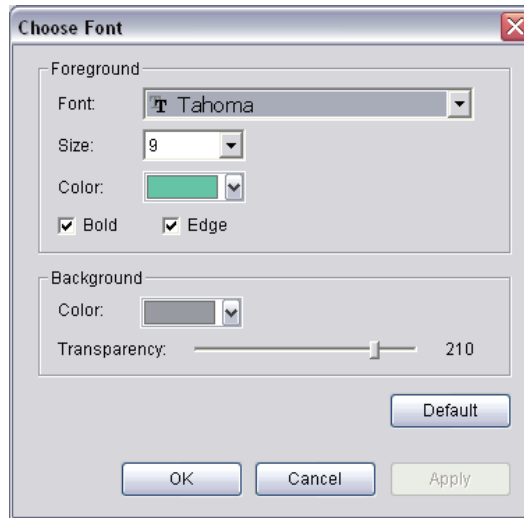 Choose Font
Foreground
Font: Tahoma
Size: 9
Color:
Bold Edge
Background
Color:
Transparency: 210
Default
OK Cancel Apply